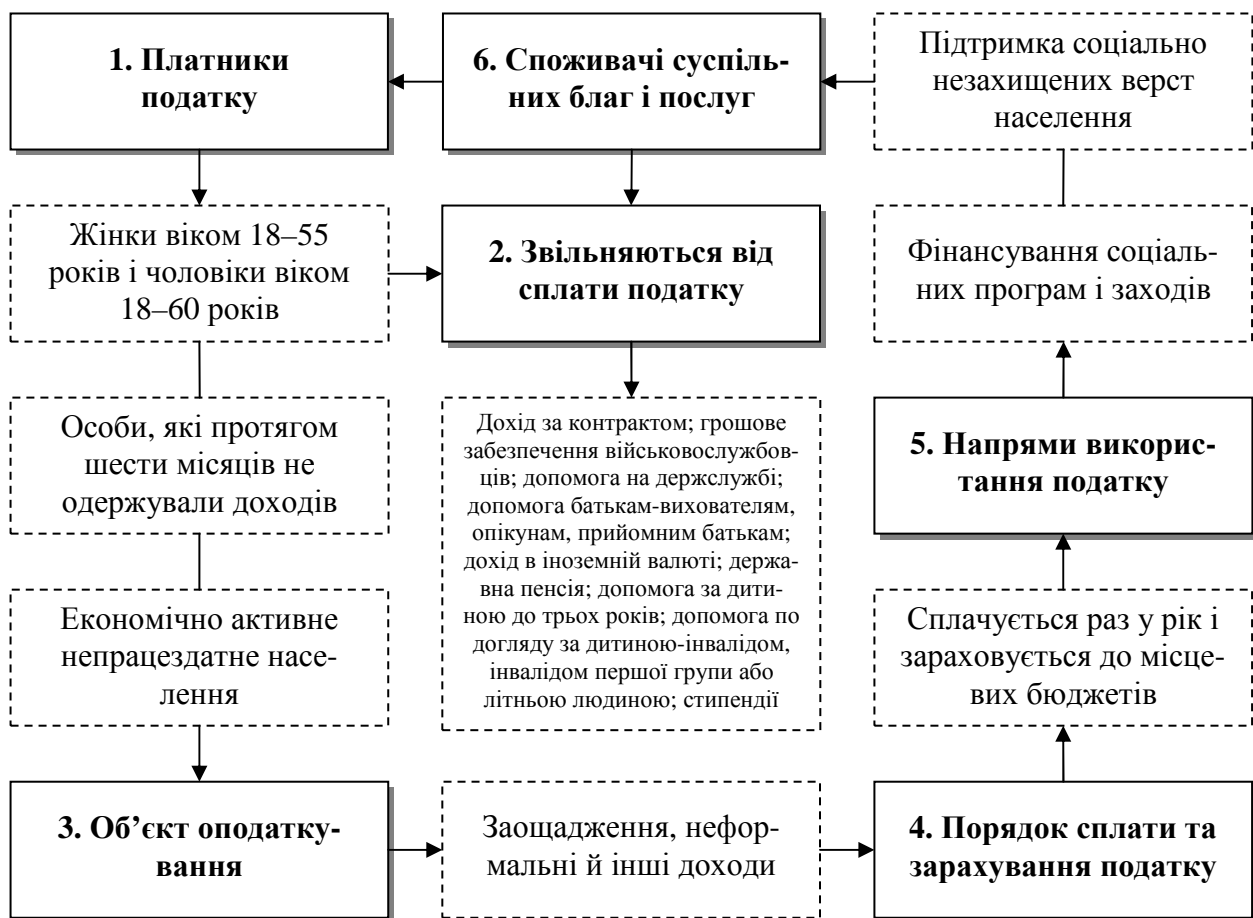 1. Платники
податку
6. Споживачі суспіль-
них благ і послуг
Підтримка соціально
незахищених верст
населення
Жінки віком 18–55
років і чоловіки віком
18–60 років
2. Звільняються від
сплати податку
Фінансування соціаль-
них програм і заходів
Особи, які протягом
шести місяців не
одержували доходів
Дохід за контрактом; грошове
забезпечення військовослужбов-
ців; допомога на держслужбі;
допомога батькам-вихователям,
опікунам, прийомним батькам;
дохід в іноземній валюті; держа-
вна пенсія; допомога за дити-
ною до трьох років; допомога по
догляду за дитиною-інвалідом,
інвалідом першої групи або
літньою людиною; стипендії
5. Напрями викорис-
тання податку
Економічно активне
непрацездатне насе-
лення
Сплачується раз у рік і
зараховується до місце-
вих бюджетів
3. Об’єкт оподатку-
вання
Заощадження, нефор-
мальні й інші доходи
4. Порядок сплати та
зарахування податку